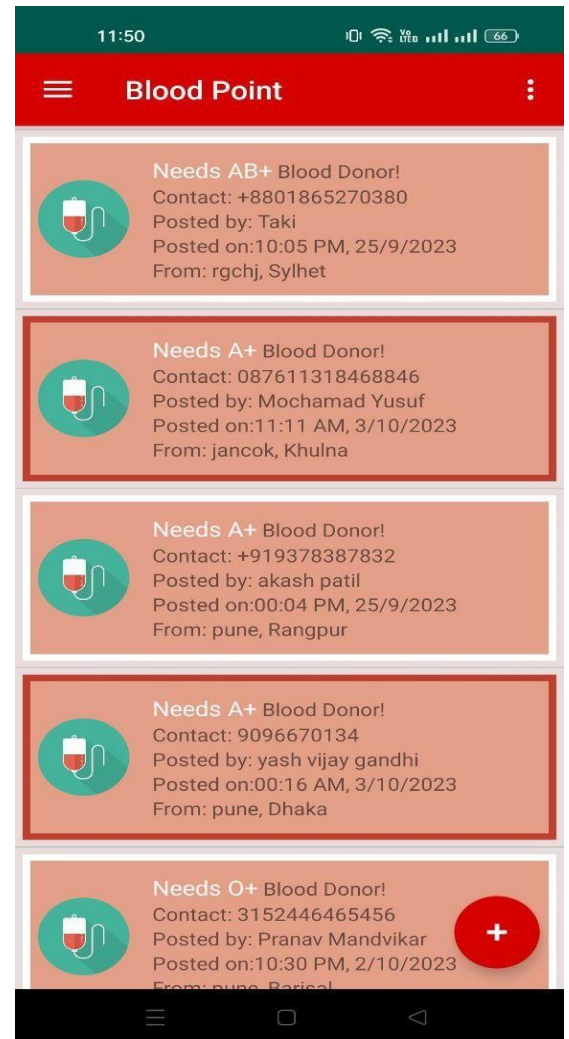 11:50
Yo LTE 66
Blood Point
Needs AB+ Blood Donor!
Contact: +8801865270380
Posted by: Taki
Posted on:10:05 PM, 25/9/2023
From: rgchj, Sylhet
Needs A+ Blood Donor!
Contact: 087611318468846
Posted by: Mochamad Yusuf
Posted on:11:11 AM, 3/10/2023
From: jancok, Khulna
Needs A+ Blood Donor!
Contact: +919378387832
Posted by: akash patil
Posted on:00:04 PM, 25/9/2023
From: pune, Rangpur
Needs A+ Blood Donor!
Contact: 9096670134
Posted by: yash vijay gandhi
Posted on:00:16 AM, 3/10/2023
From: pune, Dhaka
Needs O+ Blood Donor!
Contact: 3152446465456
Posted by: Pranav Mandvikar
Posted on:10:30 PM, 2/10/2023
From: pune, Barisal
+